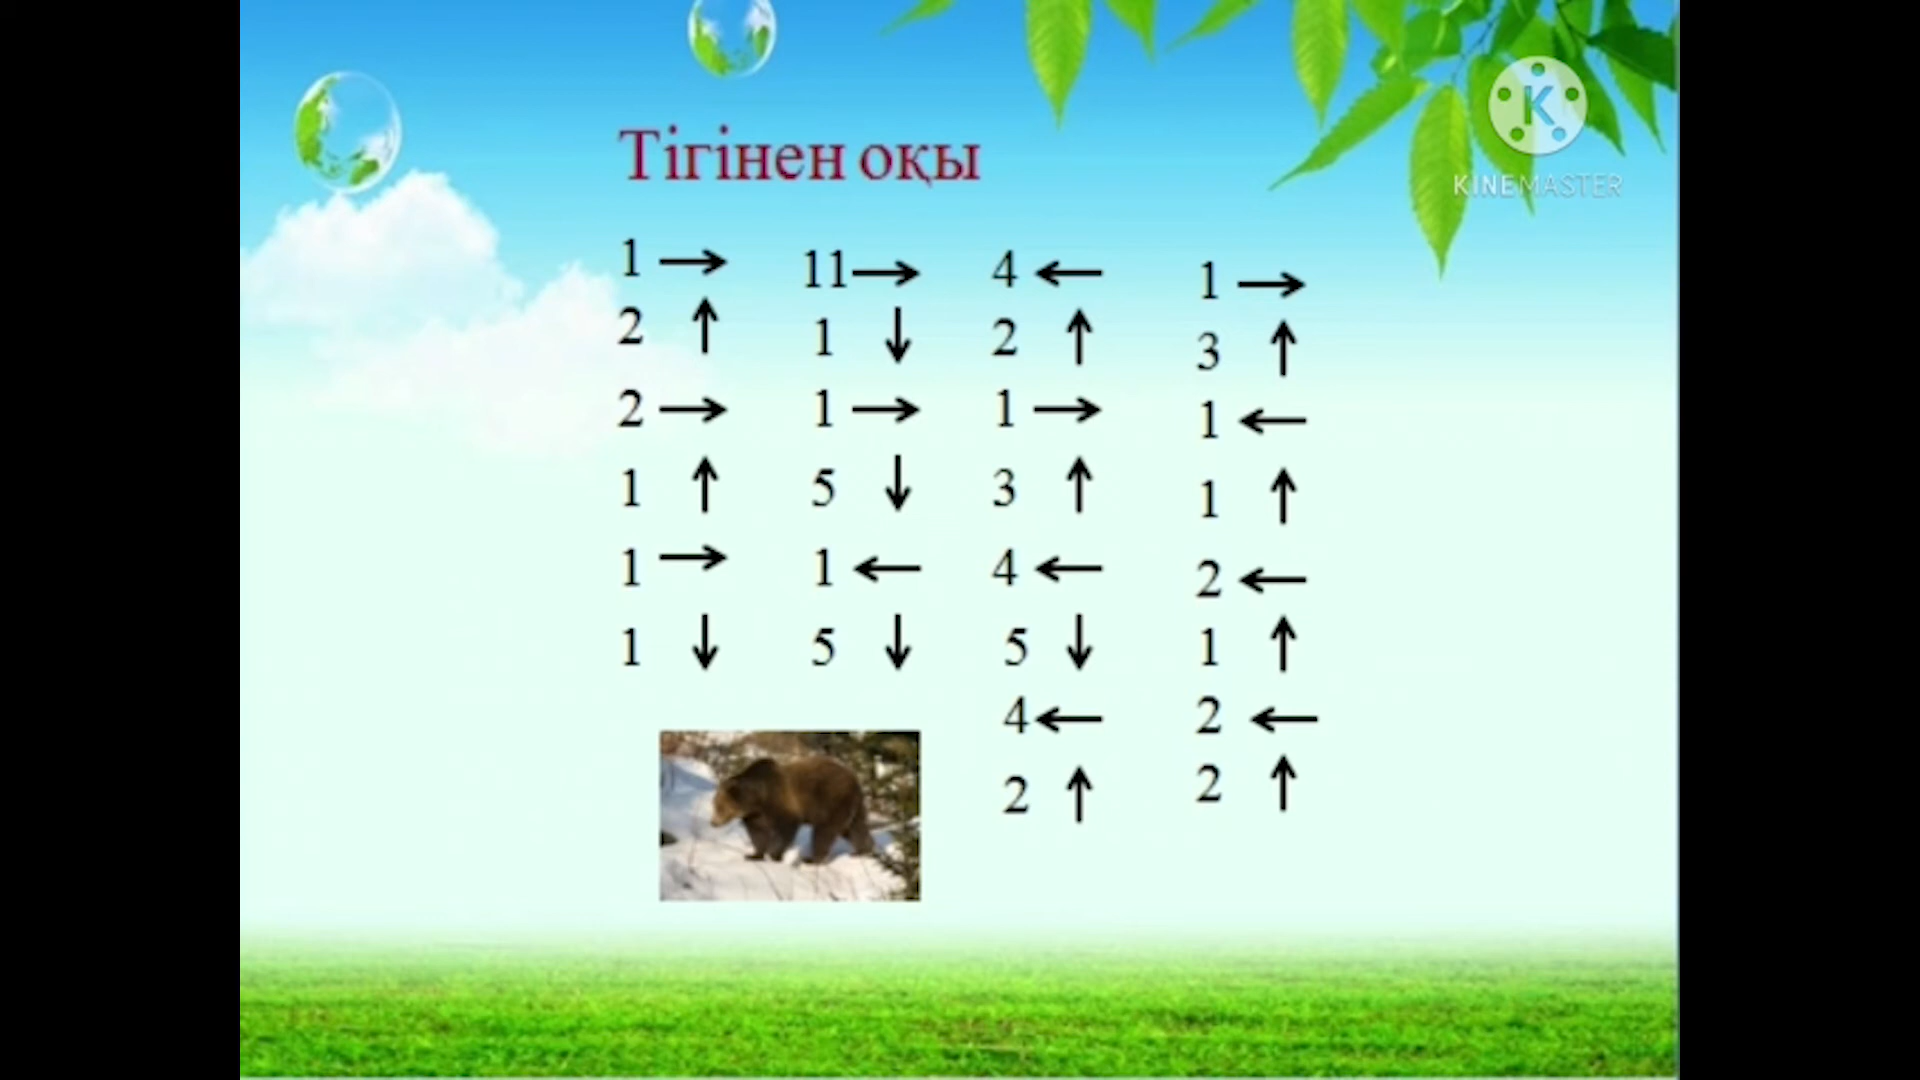 Тігінен оқы
KINEMASTER
1 → 11 → 4 ← 1 →
2 ↑ 1 ↓ 2 ↑ 3 ↑
2 → 1 → 1 → 1 ←
1 ↑ 5 ↓ 3 ↑ 1 ↑
1 → 1 ← 4 ← 2 ←
1 ↓ 5 ↓ 5 ↓ 1 ↑
4 ← 2 ←
2 ↑ 2 ↑